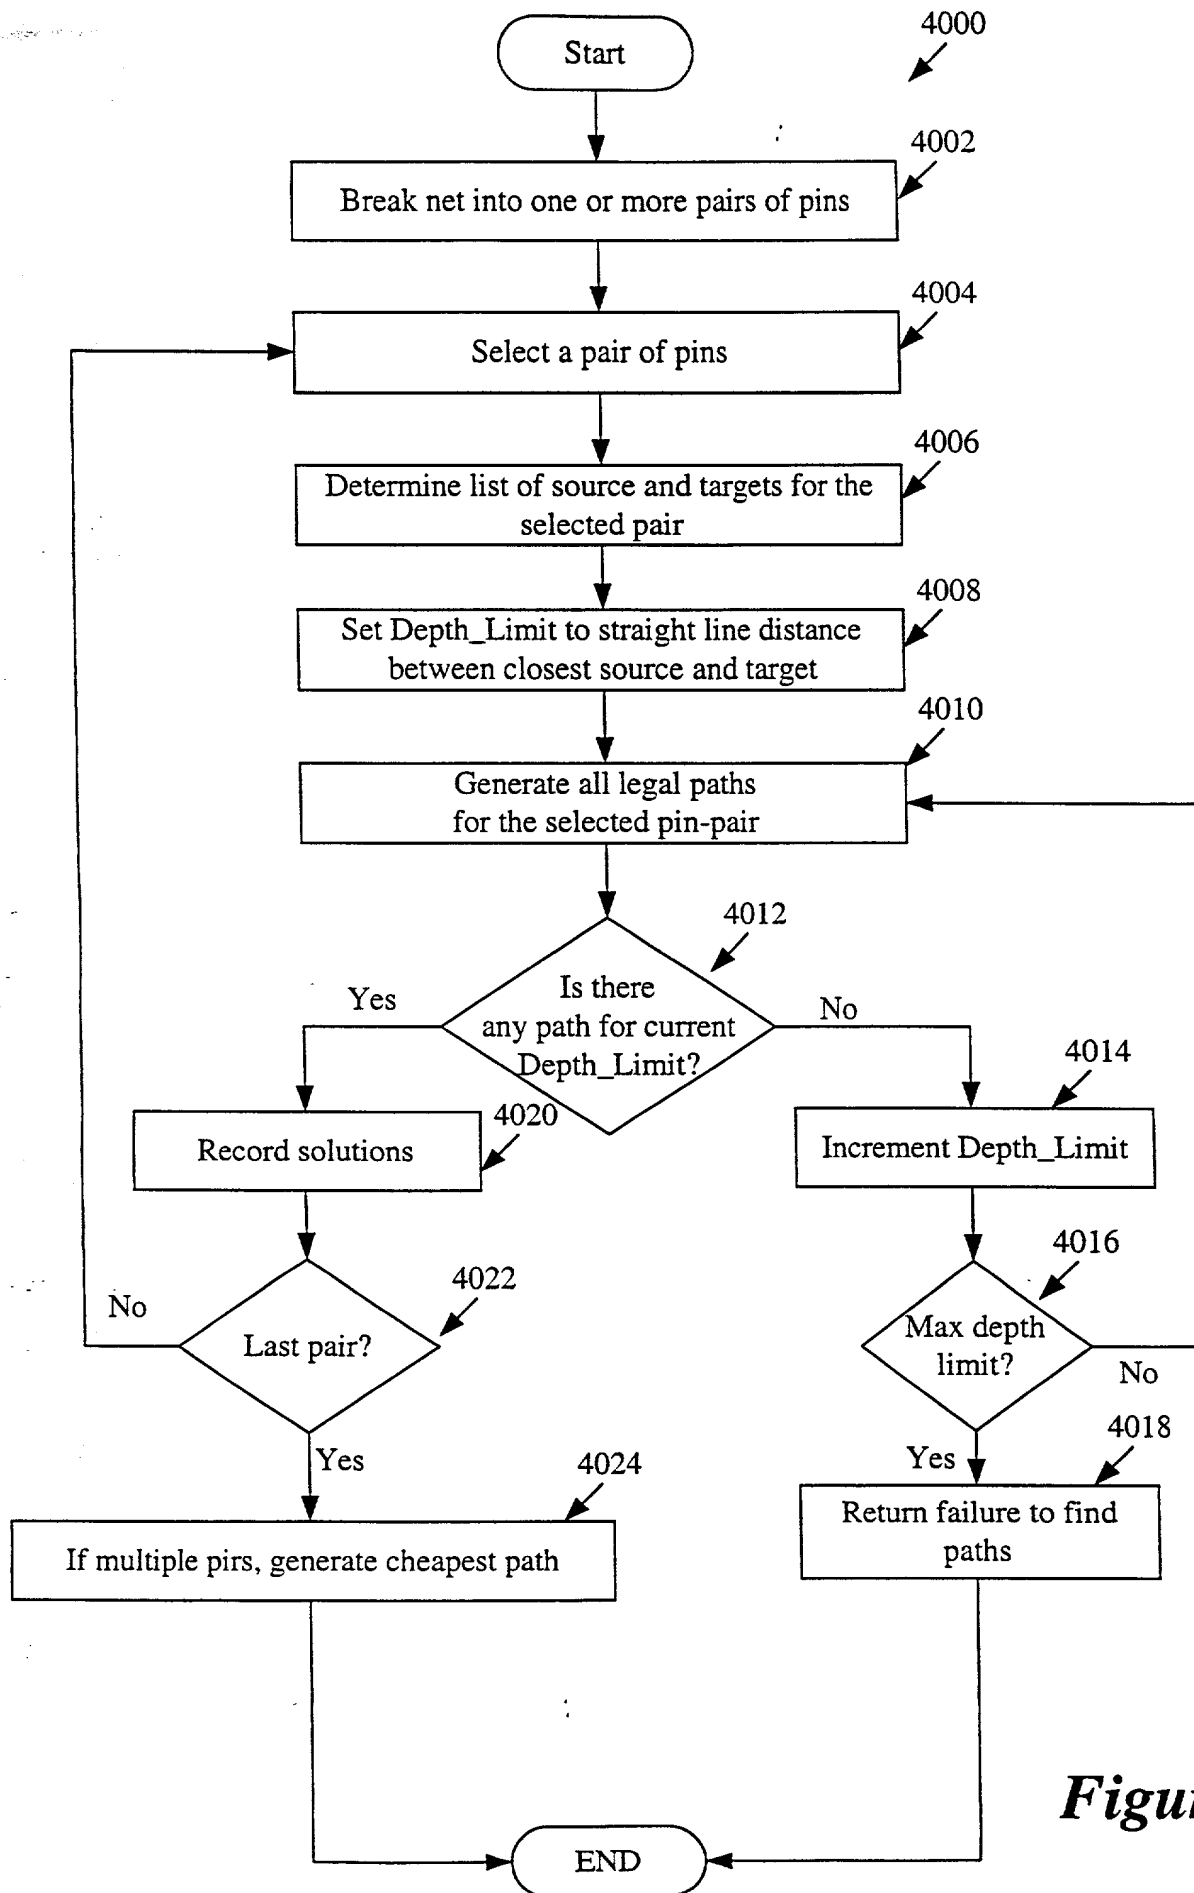 4000
Start
4002
Break net into one or more pairs of pins
4004
Select a pair of pins
4006
Determine list of source and targets for the
selected pair
4008
Set Depth_Limit to straight line distance
between closest source and target
4010
Generate all legal paths
for the selected pin-pair
4012
Is there
any path for current
Depth_Limit?
Yes
No
4014
Increment Depth_Limit
4020
Record solutions
4016
Max depth
limit?
No
4022
Last pair?
No
Yes
4018
Yes
Return failure to find
paths
4024
If multiple pirs, generate cheapest path
Figur
END